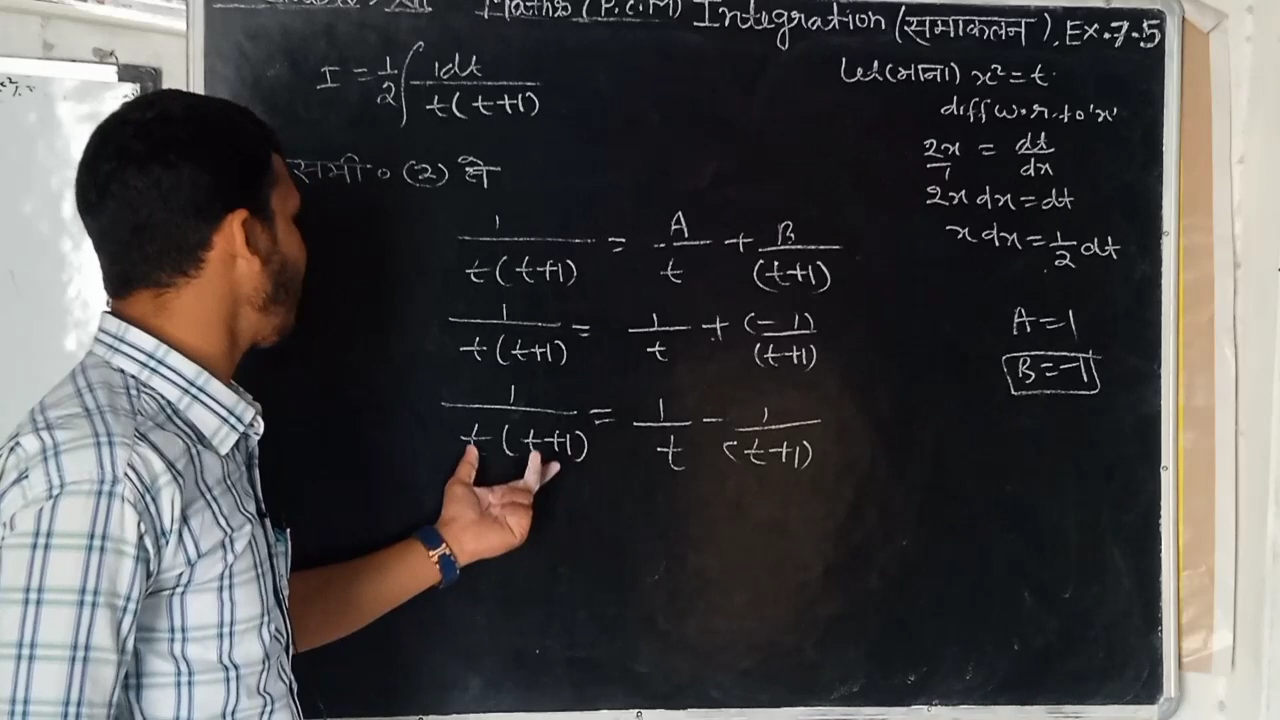 Maths (P.C.M) Integration (समाकलन), Ex.7.5
I = 1/2 ∫ 1dt / t(t+1)
Let (माना) x² = t
diff w.r. to 'x'
2x/1 = dt/dx
2x dx = dt
x dx = 1/2 dt
समी० (2) से
1 / t(t+1) = A / t + B / (t+1)
1 / t(t+1) = 1 / t + (-1) / (t+1)
A = 1
B = -1
1 / t(t+1) = 1 / t - 1 / (t+1)